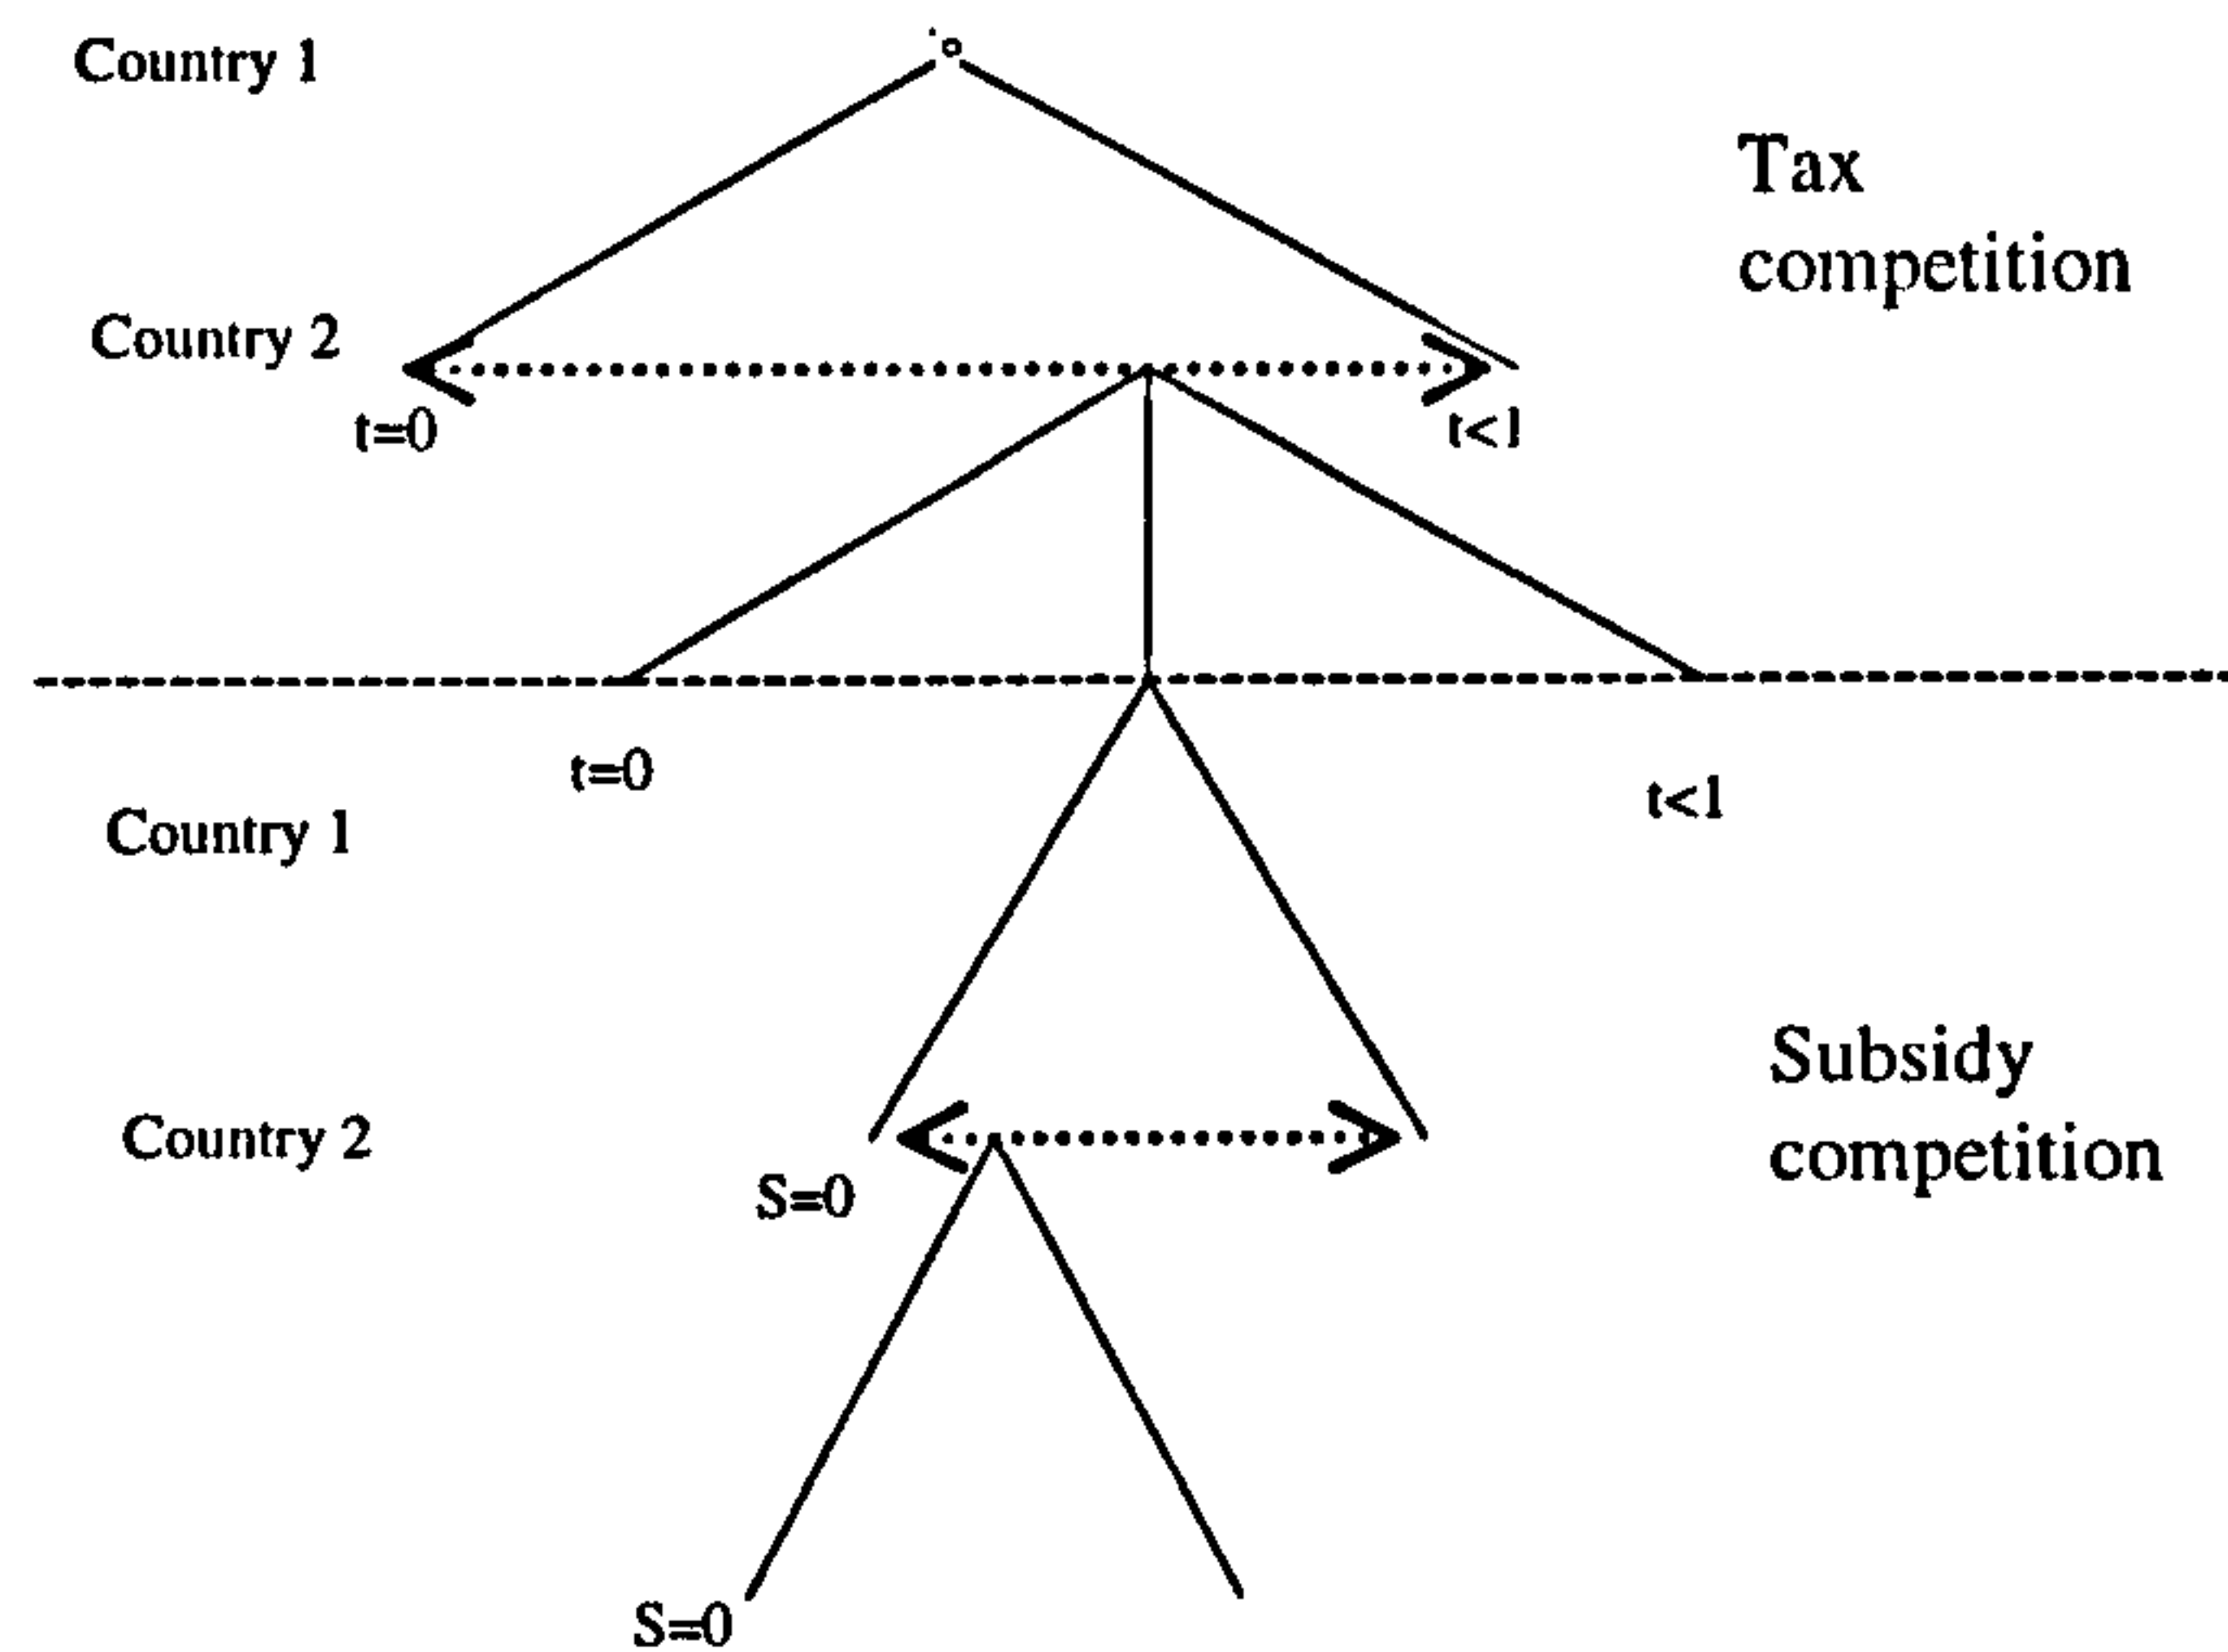 Country 1
Tax
competition
Country 2
t=0
t<1
t=0
t<1
Country 1
Subsidy
competition
Country 2
S=0
S=0